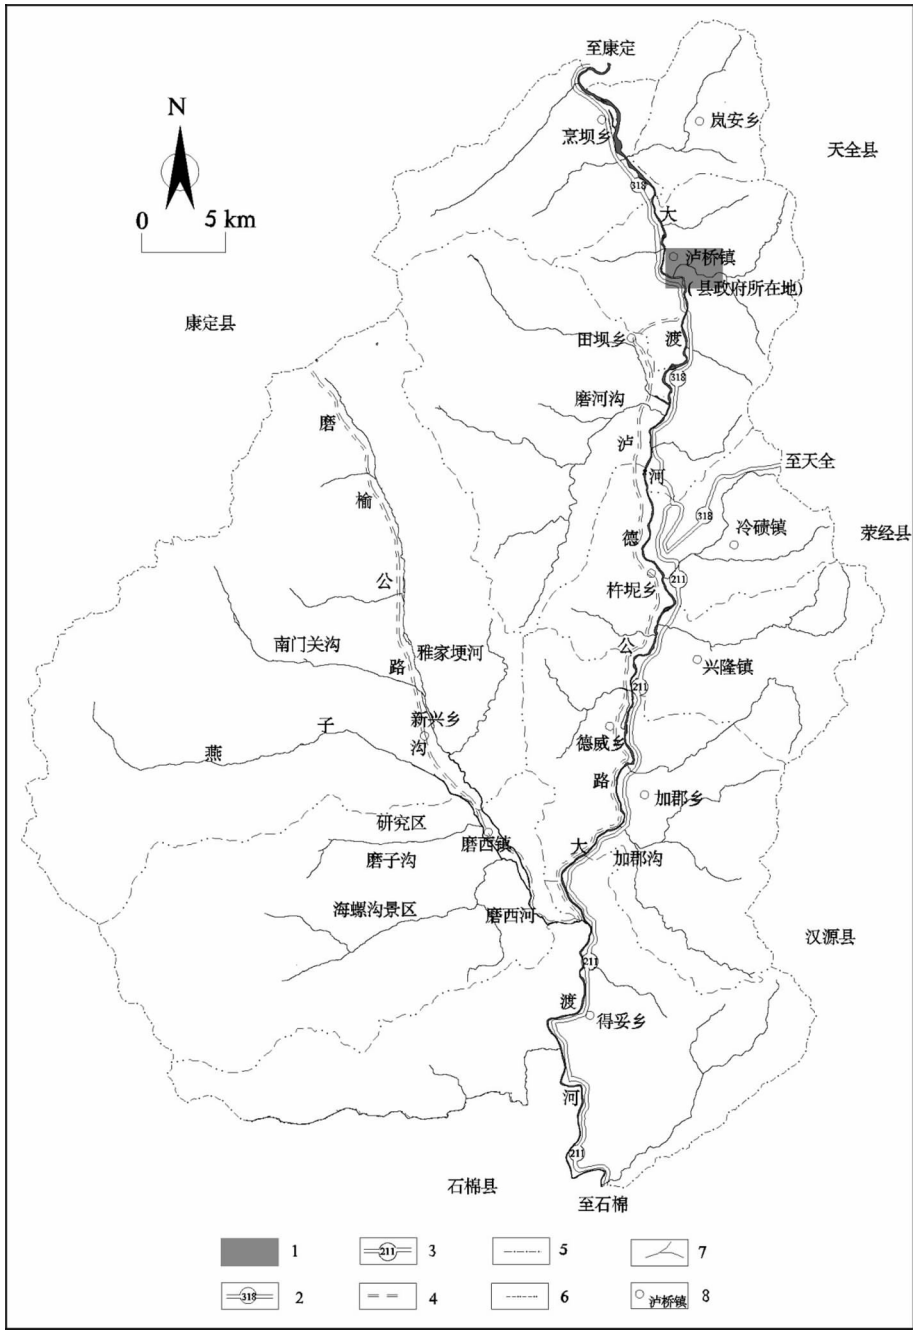 至康定
N
烹坝乡
岚安乡
天全县
318
0
5 km
大
泸桥镇
(县政府所在地)
康定县
田坝乡
渡
318
磨河沟
磨
泸
河
至天全
榆
318
冷碛镇
荥经县
德
公
杵坭乡
211
南门关沟
雅家埂河
公
兴隆镇
路
211
新兴乡
子
德威乡
燕
沟
路
加郡乡
研究区
磨西镇
大
加郡沟
磨子沟
海螺沟景区
磨西河
汉源县
211
渡
得妥乡
河
211
石棉县
至石棉
1
211
3
5
7
318
2
4
6
泸桥镇
8